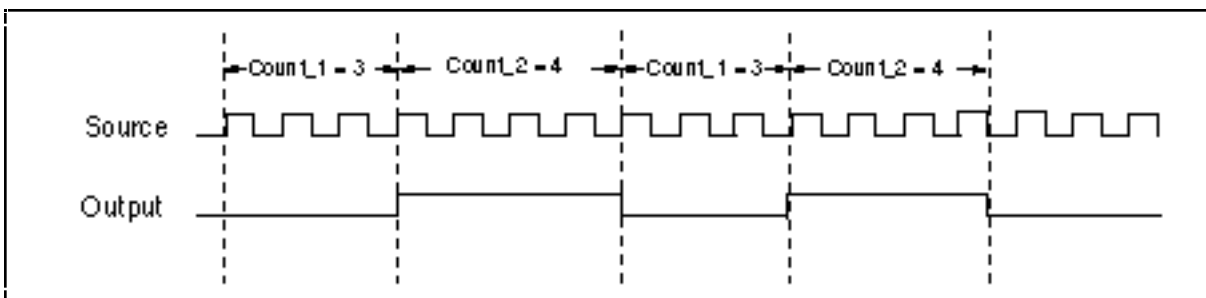 Count_1 = 3
Count_2 = 4
Count_1 = 3
Count_2 = 4
Source
Output